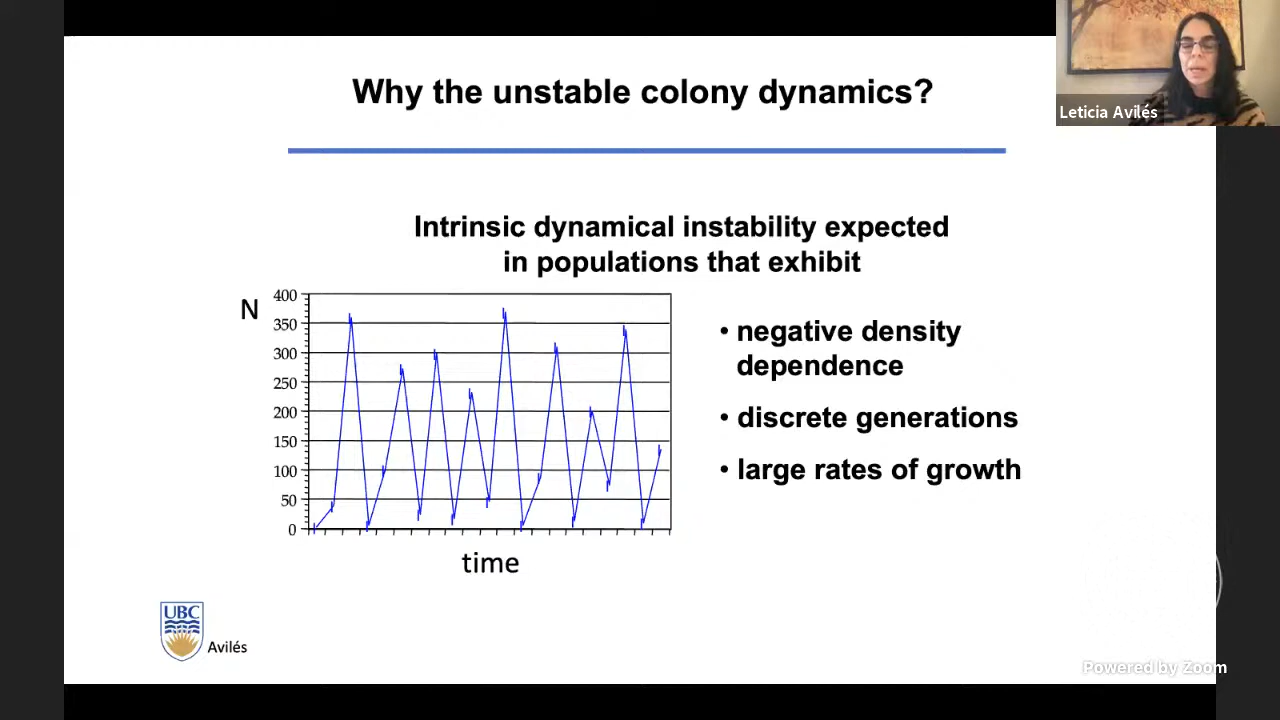 Why the unstable colony dynamics?
Leticia Avilés
Intrinsic dynamical instability expected
in populations that exhibit
N
400
350
300
250
200
150
100
50
0
time
• negative density
dependence
• discrete generations
• large rates of growth
UBC
Avilés
Powered by Zoom